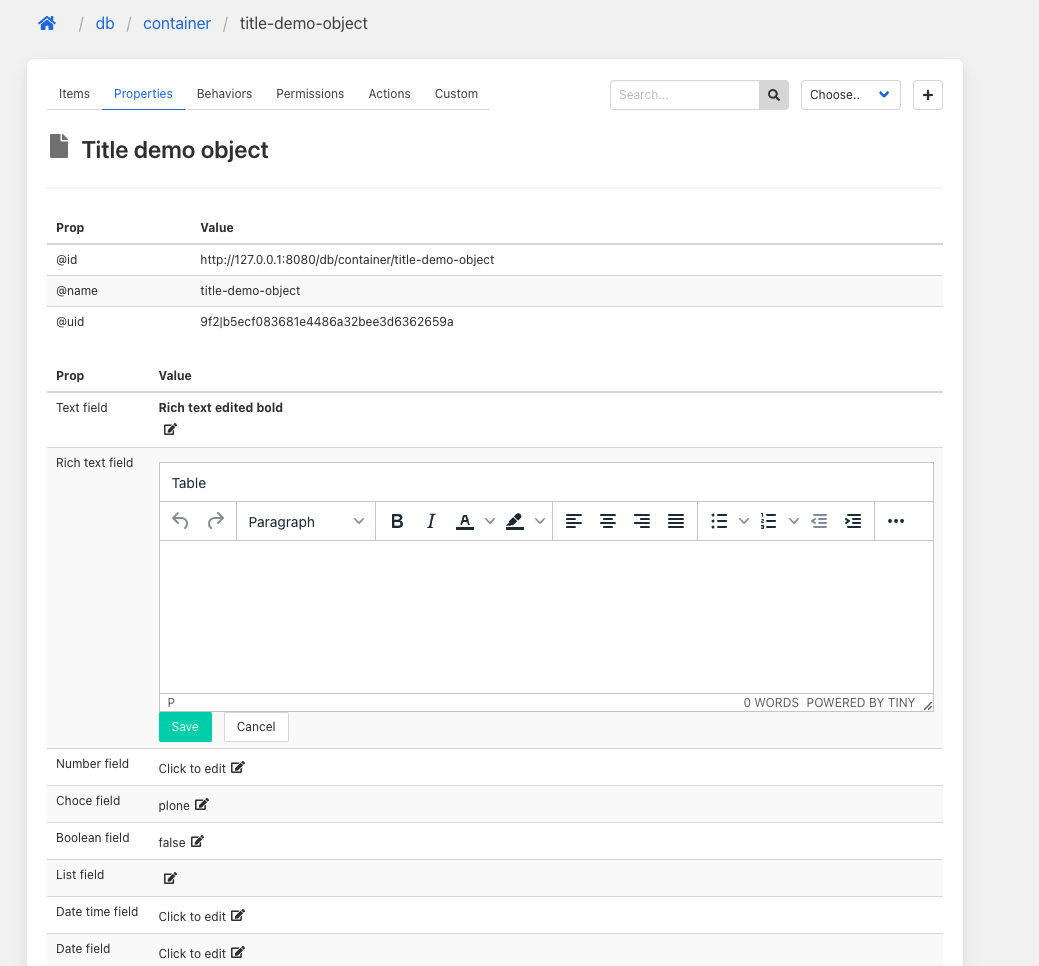 / db / container / title-demo-object
Items Properties Behaviors Permissions Actions Custom Search... Choose.. +
Title demo object
Prop Value
@id http://127.0.0.1:8080/db/container/title-demo-object
@name title-demo-object
@uid 9f2|b5ecf083681e4486a32bee3d6362659a
Prop Value
Text field Rich text edited bold
Rich text field
Table
Paragraph B I A
P 0 WORDS POWERED BY TINY
Save Cancel
Number field Click to edit
Choce field plone
Boolean field false
List field
Date time field Click to edit
Date field Click to edit